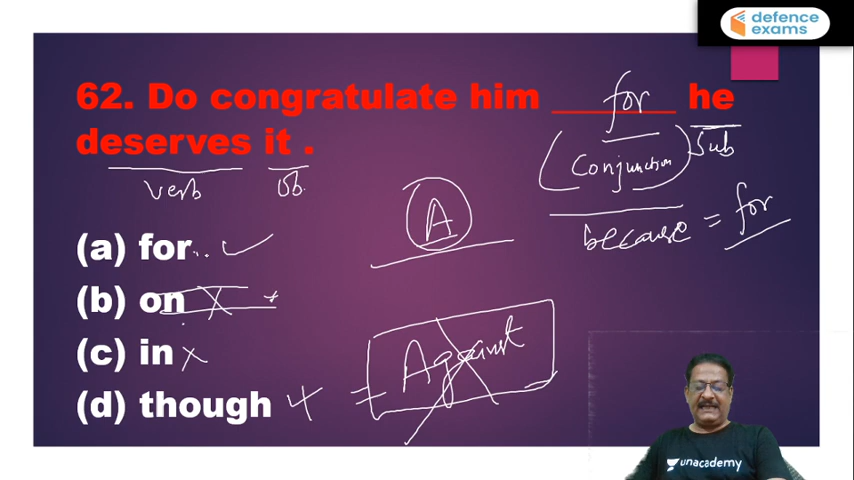 defence
exams
62. Do congratulate him ______ he
for
deserves it .
(Conjunction)
Sub
verb
Ob.
because = for
A
(a) for
(b) on
(c) in
(d) though
= Against
unacademy